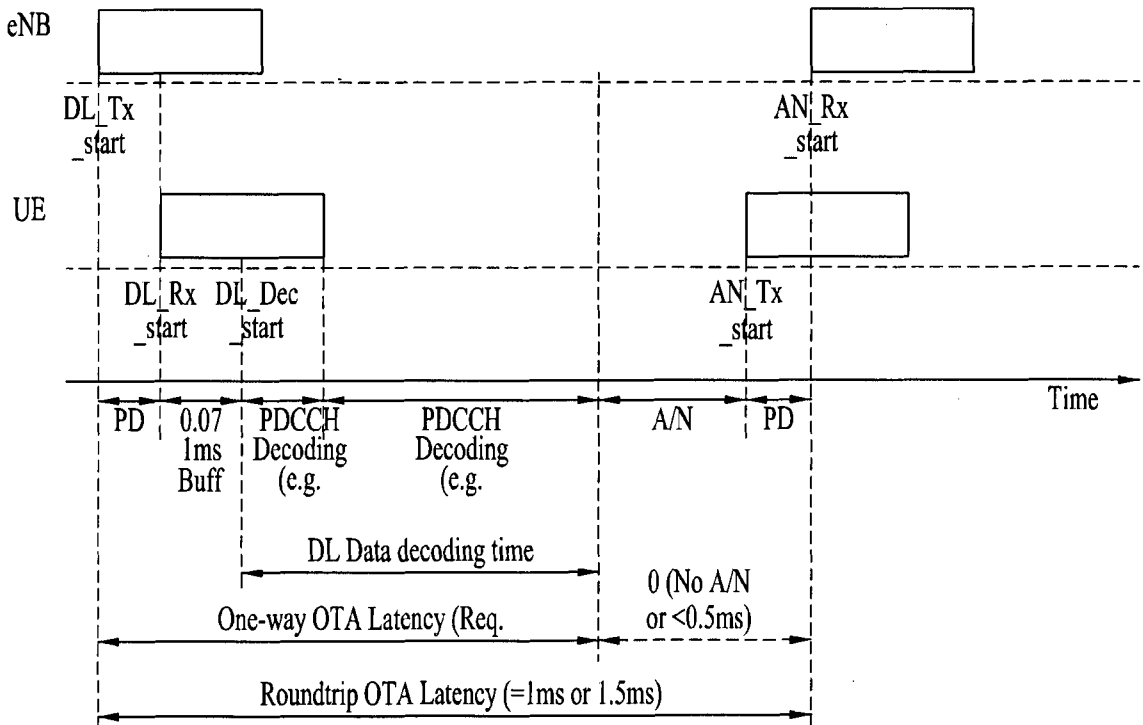 eNB
DL_Tx
_start
AN_Rx
_start
UE
DL_Rx
_start
DL_Dec
_start
AN_Tx
_start
Time
PD
0.07
1ms
Buff
PDCCH
Decoding
(e.g.
PDCCH
Decoding
(e.g.
A/N
PD
DL Data decoding time
0 (No A/N
or <0.5ms)
One-way OTA Latency (Req.
Roundtrip OTA Latency (=1ms or 1.5ms)